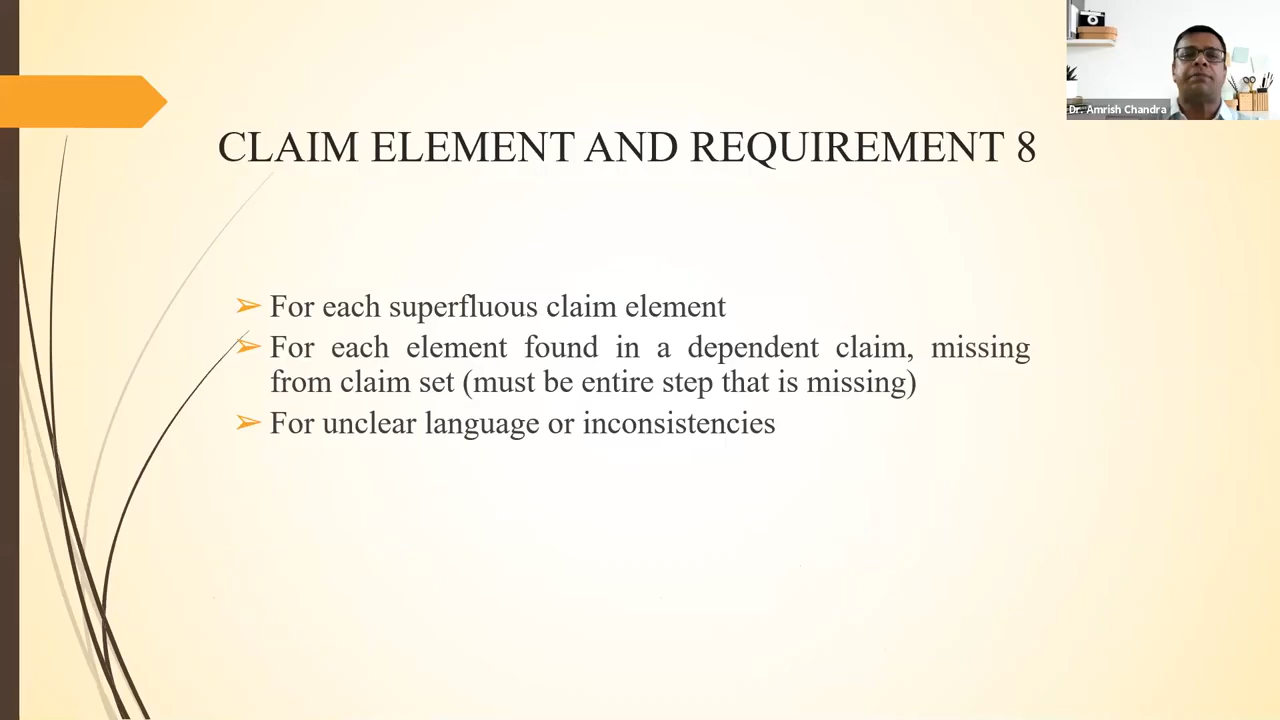 Dr. Amrish Chandra
CLAIM ELEMENT AND REQUIREMENT 8
➢ For each superfluous claim element
➢ For each element found in a dependent claim, missing
from claim set (must be entire step that is missing)
➢ For unclear language or inconsistencies